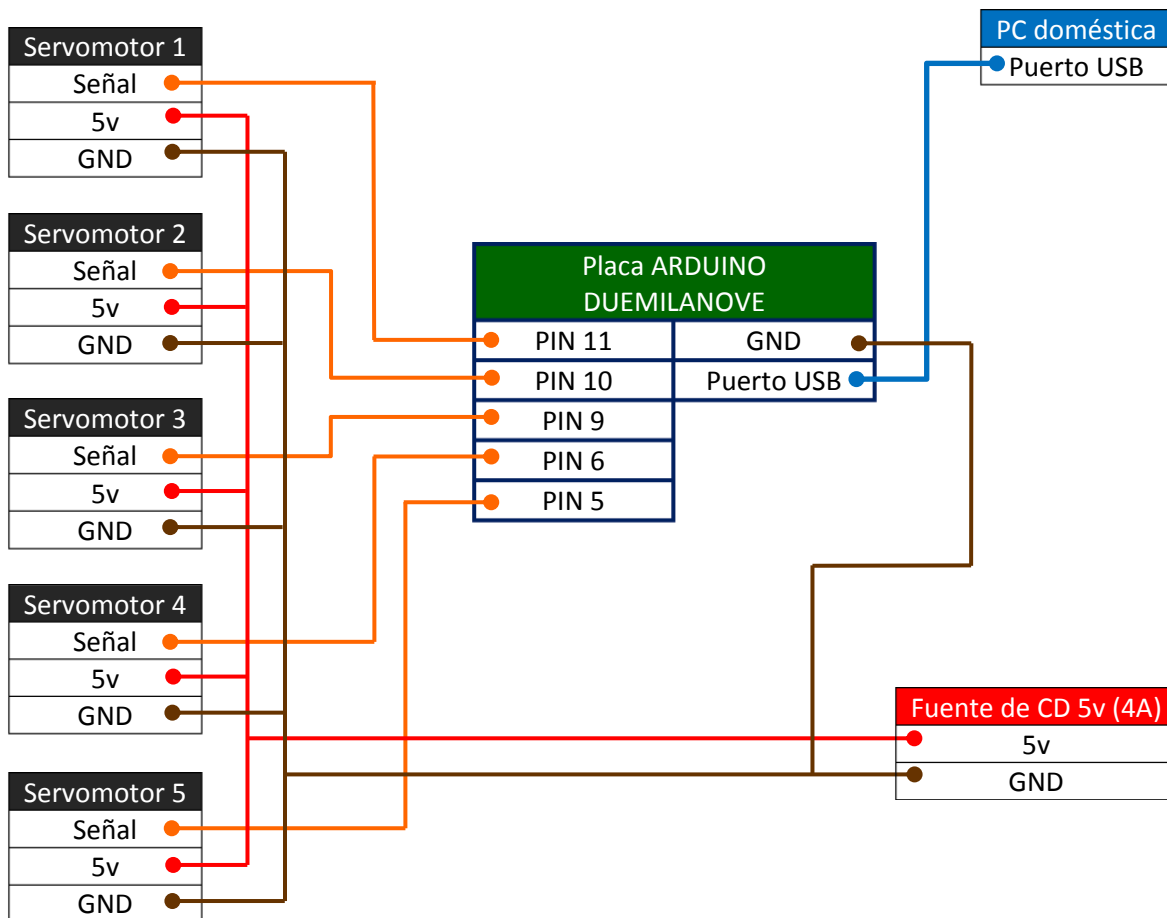 Servomotor 1
Señal
5v
GND
Servomotor 2
Señal
5v
GND
Servomotor 3
Señal
5v
GND
Servomotor 4
Señal
5v
GND
Servomotor 5
Señal
5v
GND
Placa ARDUINO
DUEMILANOVE
PIN 11
GND
PIN 10
Puerto USB
PIN 9
PIN 6
PIN 5
PC doméstica
Puerto USB
Fuente de CD 5v (4A)
5v
GND